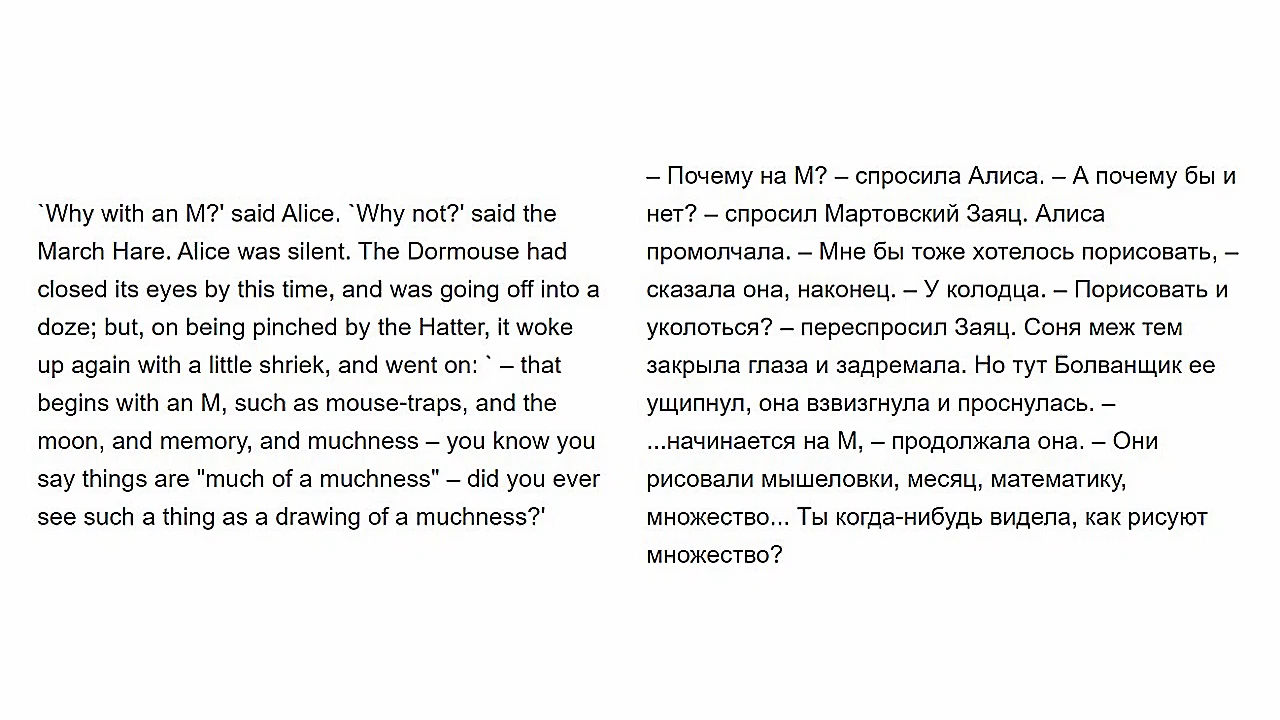 `Why with an M?' said Alice. `Why not?' said the
March Hare. Alice was silent. The Dormouse had
closed its eyes by this time, and was going off into a
doze; but, on being pinched by the Hatter, it woke
up again with a little shriek, and went on: ` – that
begins with an M, such as mouse-traps, and the
moon, and memory, and muchness – you know you
say things are "much of a muchness" – did you ever
see such a thing as a drawing of a muchness?'
– Почему на М? – спросила Алиса. – А почему бы и
нет? – спросил Мартовский Заяц. Алиса
промолчала. – Мне бы тоже хотелось порисовать, –
сказала она, наконец. – У колодца. – Порисовать и
уколоться? – переспросил Заяц. Соня меж тем
закрыла глаза и задремала. Но тут Болванщик ее
ущипнул, она взвизгнула и проснулась. –
...начинается на М, – продолжала она. – Они
рисовали мышеловки, месяц, математику,
множество... Ты когда-нибудь видела, как рисуют
множество?